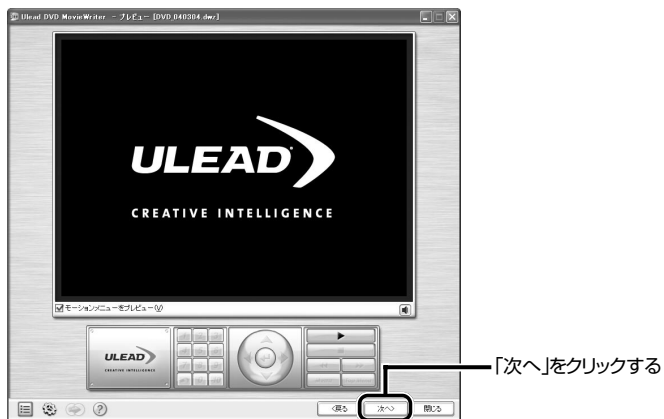 Ulead DVD MovieWriter - プレビュー [DVD_040304.dwz]
ULEAD
CREATIVE INTELLIGENCE
モーションメニューをプレビュー(V)
ULEAD
CREATIVE INTELLIGENCE
「次へ」をクリックする
<戻る 次へ> 閉じる